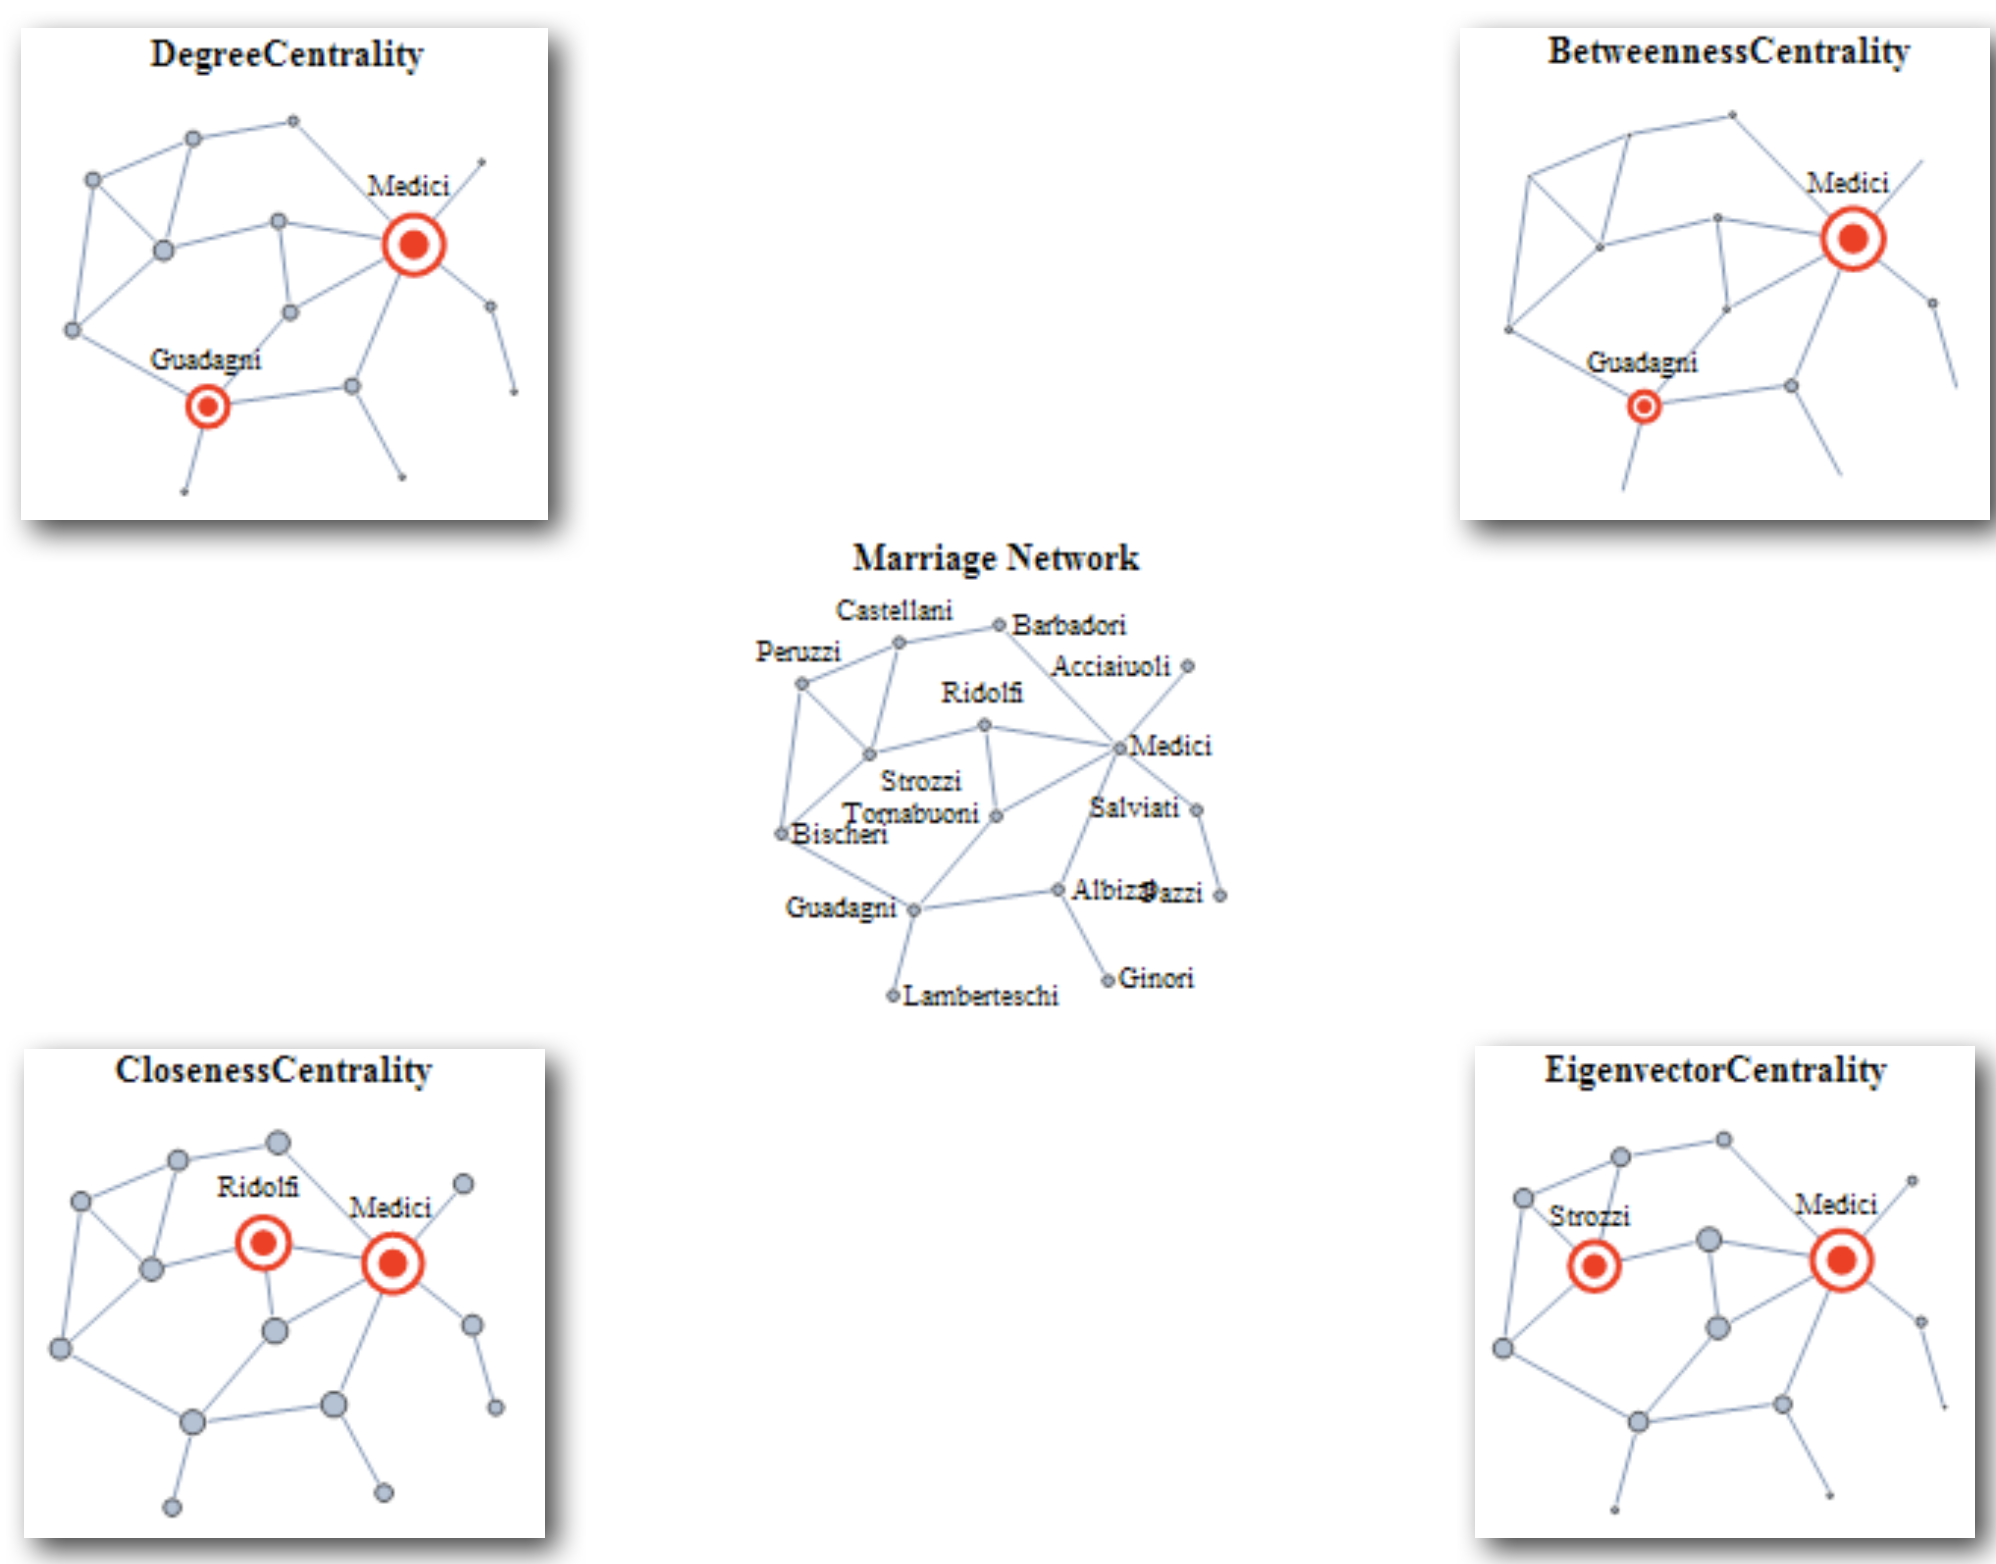 DegreeCentrality
Medici
Guadagni
BetweennessCentrality
Medici
Guadagni
Marriage Network
Castellani
Barbadori
Peruzzi
Acciaiuoli
Ridolfi
Medici
Strozzi
Tornabuoni
Salviati
Bischeri
Albizzi
Pazzi
Guadagni
Ginori
Lamberteschi
ClosenessCentrality
Ridolfi
Medici
EigenvectorCentrality
Medici
Strozzi